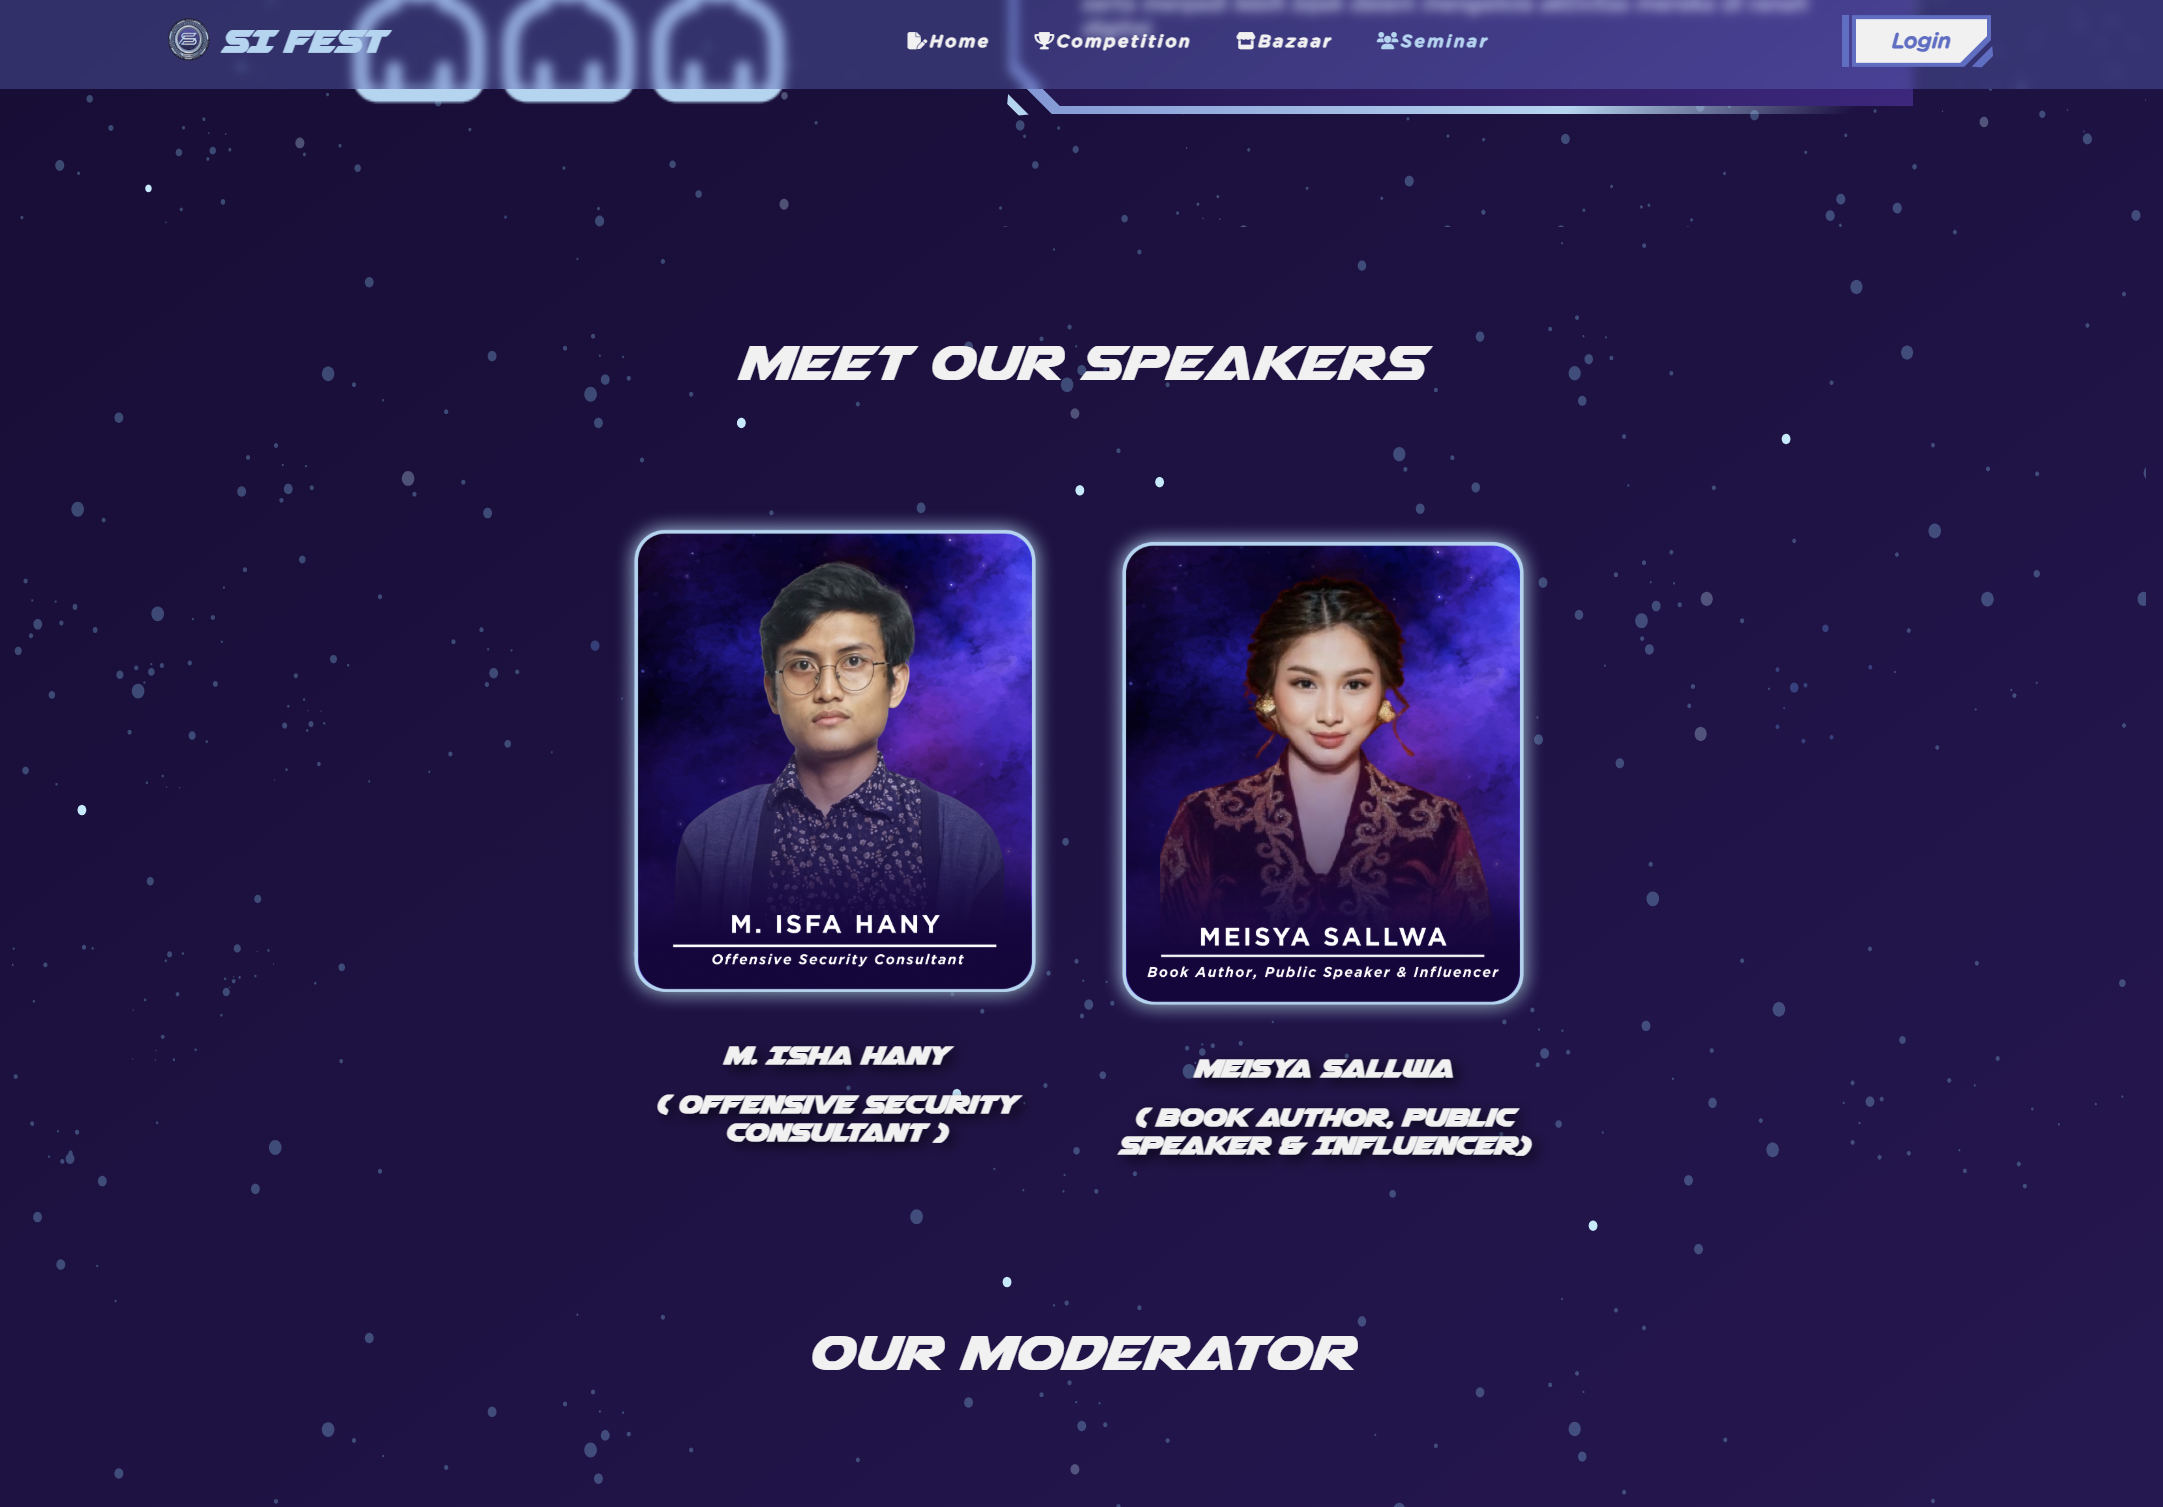 SI FEST
Home
Competition
Bazaar
Seminar
Login
MEET OUR SPEAKERS
M. ISFA HANY
Offensive Security Consultant
MEISYA SALLWA
Book Author, Public Speaker & Influencer
M. ISHA HANY
( OFFENSIVE SECURITY
CONSULTANT )
MEISYA SALLWA
( BOOK AUTHOR, PUBLIC
SPEAKER & INFLUENCER)
OUR MODERATOR